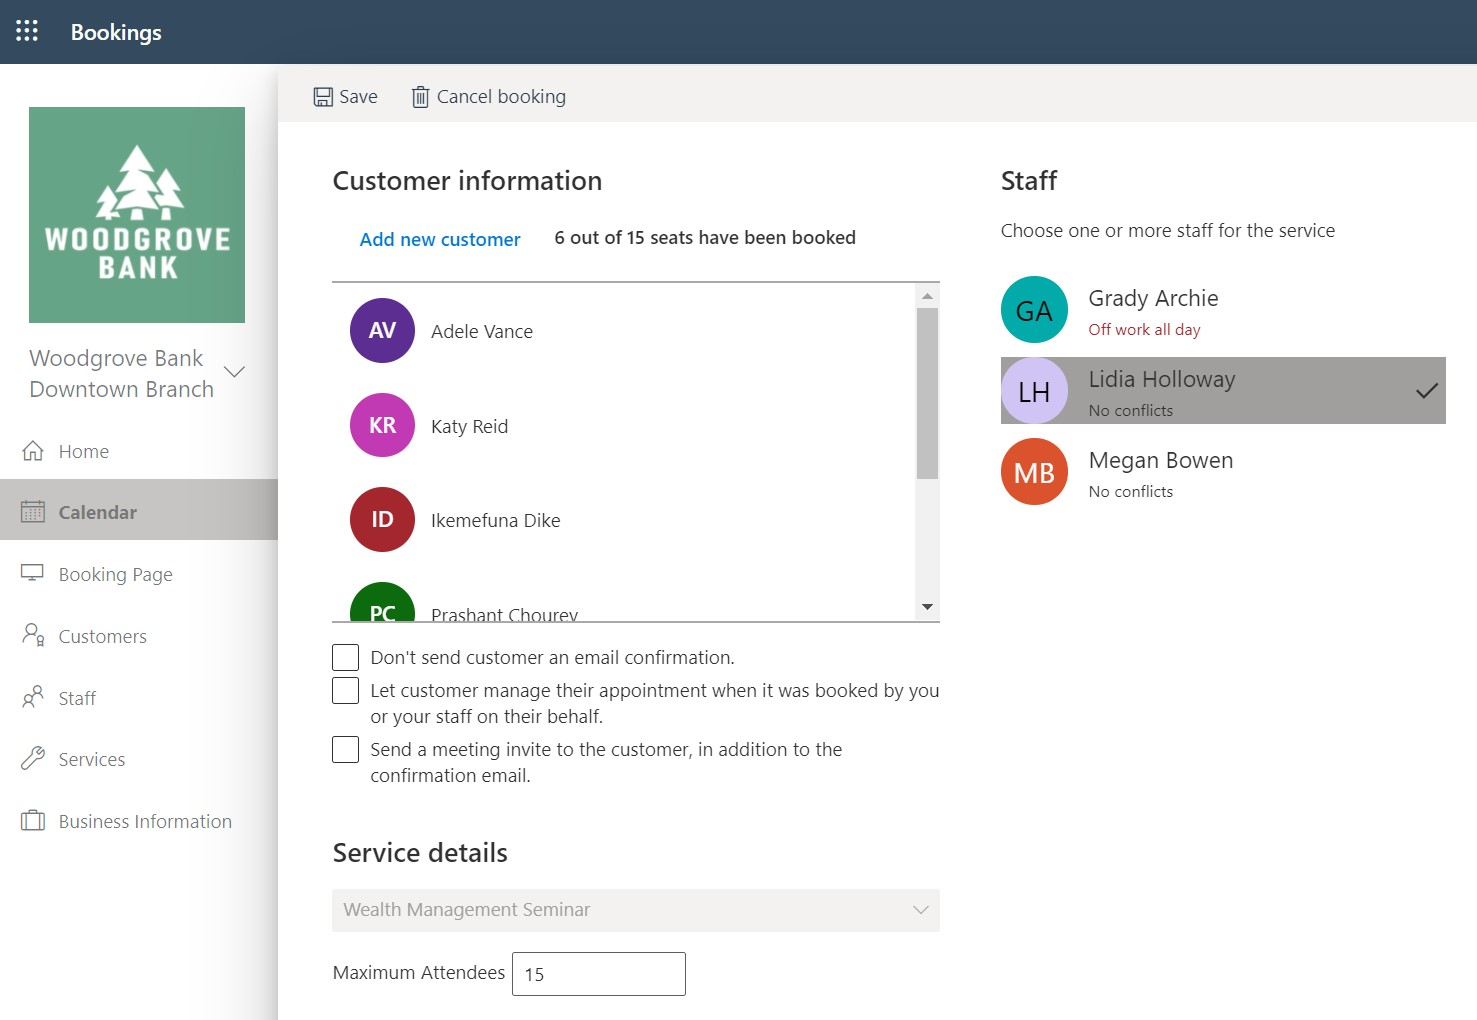 Bookings
WOODGROVE
BANK
Woodgrove Bank
Downtown Branch
Home
Calendar
Booking Page
Customers
Staff
Services
Business Information
Save
Cancel booking
Customer information
Add new customer
6 out of 15 seats have been booked
AV
Adele Vance
KR
Katy Reid
ID
Ikemefuna Dike
PC
Prashant Chourey
Don't send customer an email confirmation.
Let customer manage their appointment when it was booked by you
or your staff on their behalf.
Send a meeting invite to the customer, in addition to the
confirmation email.
Service details
Wealth Management Seminar
Maximum Attendees 15
Staff
Choose one or more staff for the service
GA
Grady Archie
Off work all day
LH
Lidia Holloway
No conflicts
MB
Megan Bowen
No conflicts